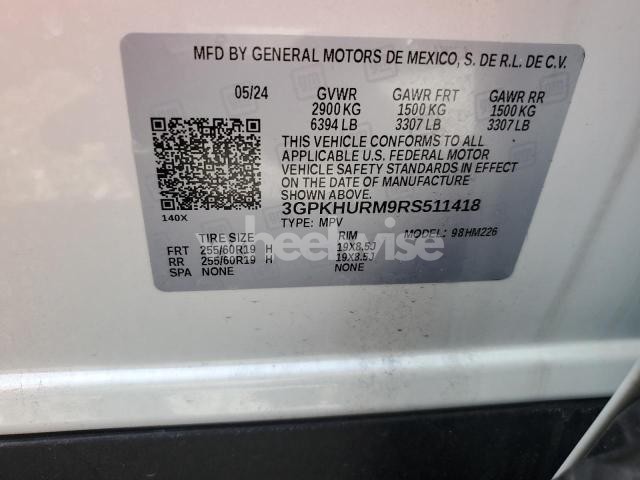 MFD BY GENERAL MOTORS DE MEXICO, S. DE R.L. DE C.V.
05/24 GVWR GAWR FRT GAWR RR
2900 KG 1500 KG 1500 KG
6394 LB 3307 LB 3307 LB
THIS VEHICLE CONFORMS TO ALL
APPLICABLE U.S. FEDERAL MOTOR
VEHICLE SAFETY STANDARDS IN
EFFECT ON THE DATE OF MANUFACTURE
SHOWN ABOVE.
140X 3GPKHURM9RS511418
TYPE: MPV MODEL: 98HM226
TIRE SIZE RIM
FRT 255/60R19 H 19X8.5J
RR 255/60R19 H 19X8.5J
SPA NONE NONE
wheelwise